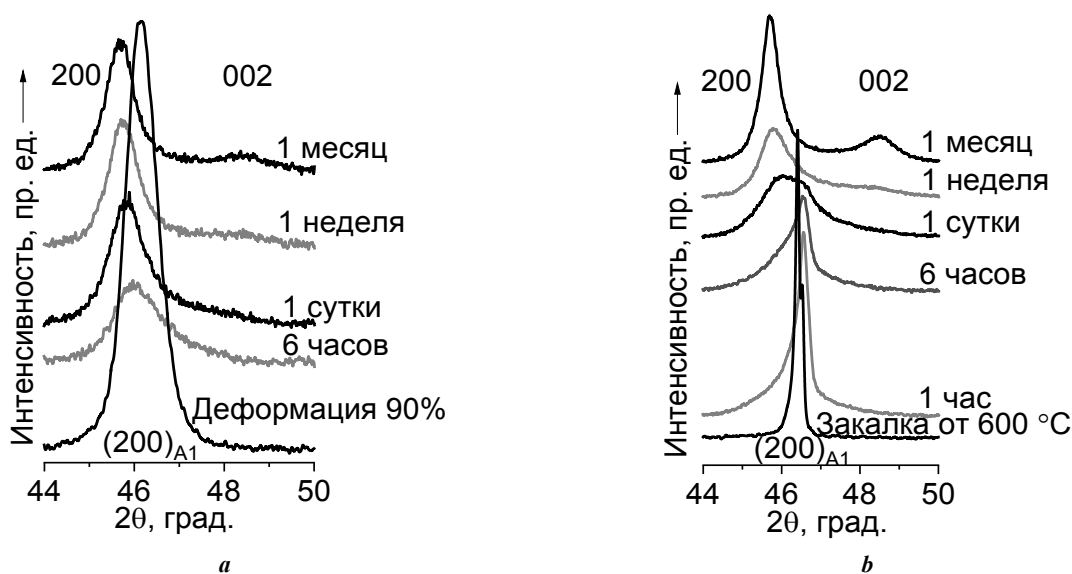 Интенсивность, пр. ед.
200
002
1 месяц
1 неделя
1 сутки
6 часов
Деформация 90%
(200)A1
44 46 48 50
2θ, град.
a
Интенсивность, пр. ед.
200
002
1 месяц
1 неделя
1 сутки
6 часов
1 час
Закалка от 600 °C
(200)A1
44 46 48 50
2θ, град.
b